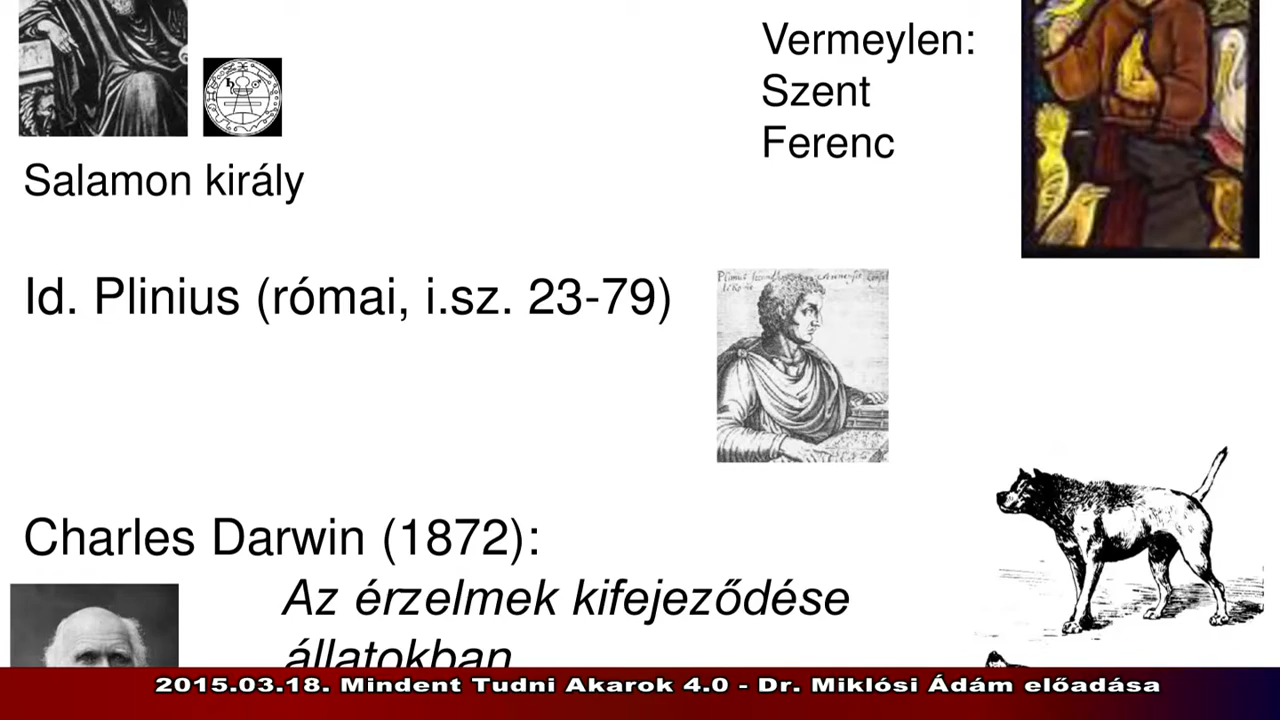 Vermeylen:
Szent
Ferenc
Salamon király
Id. Plinius (római, i.sz. 23-79)
Charles Darwin (1872):
Az érzelmek kifejeződése
állatokban
2015.03.18. Mindent Tudni Akarok 4.0 - Dr. Miklósi Ádám előadása